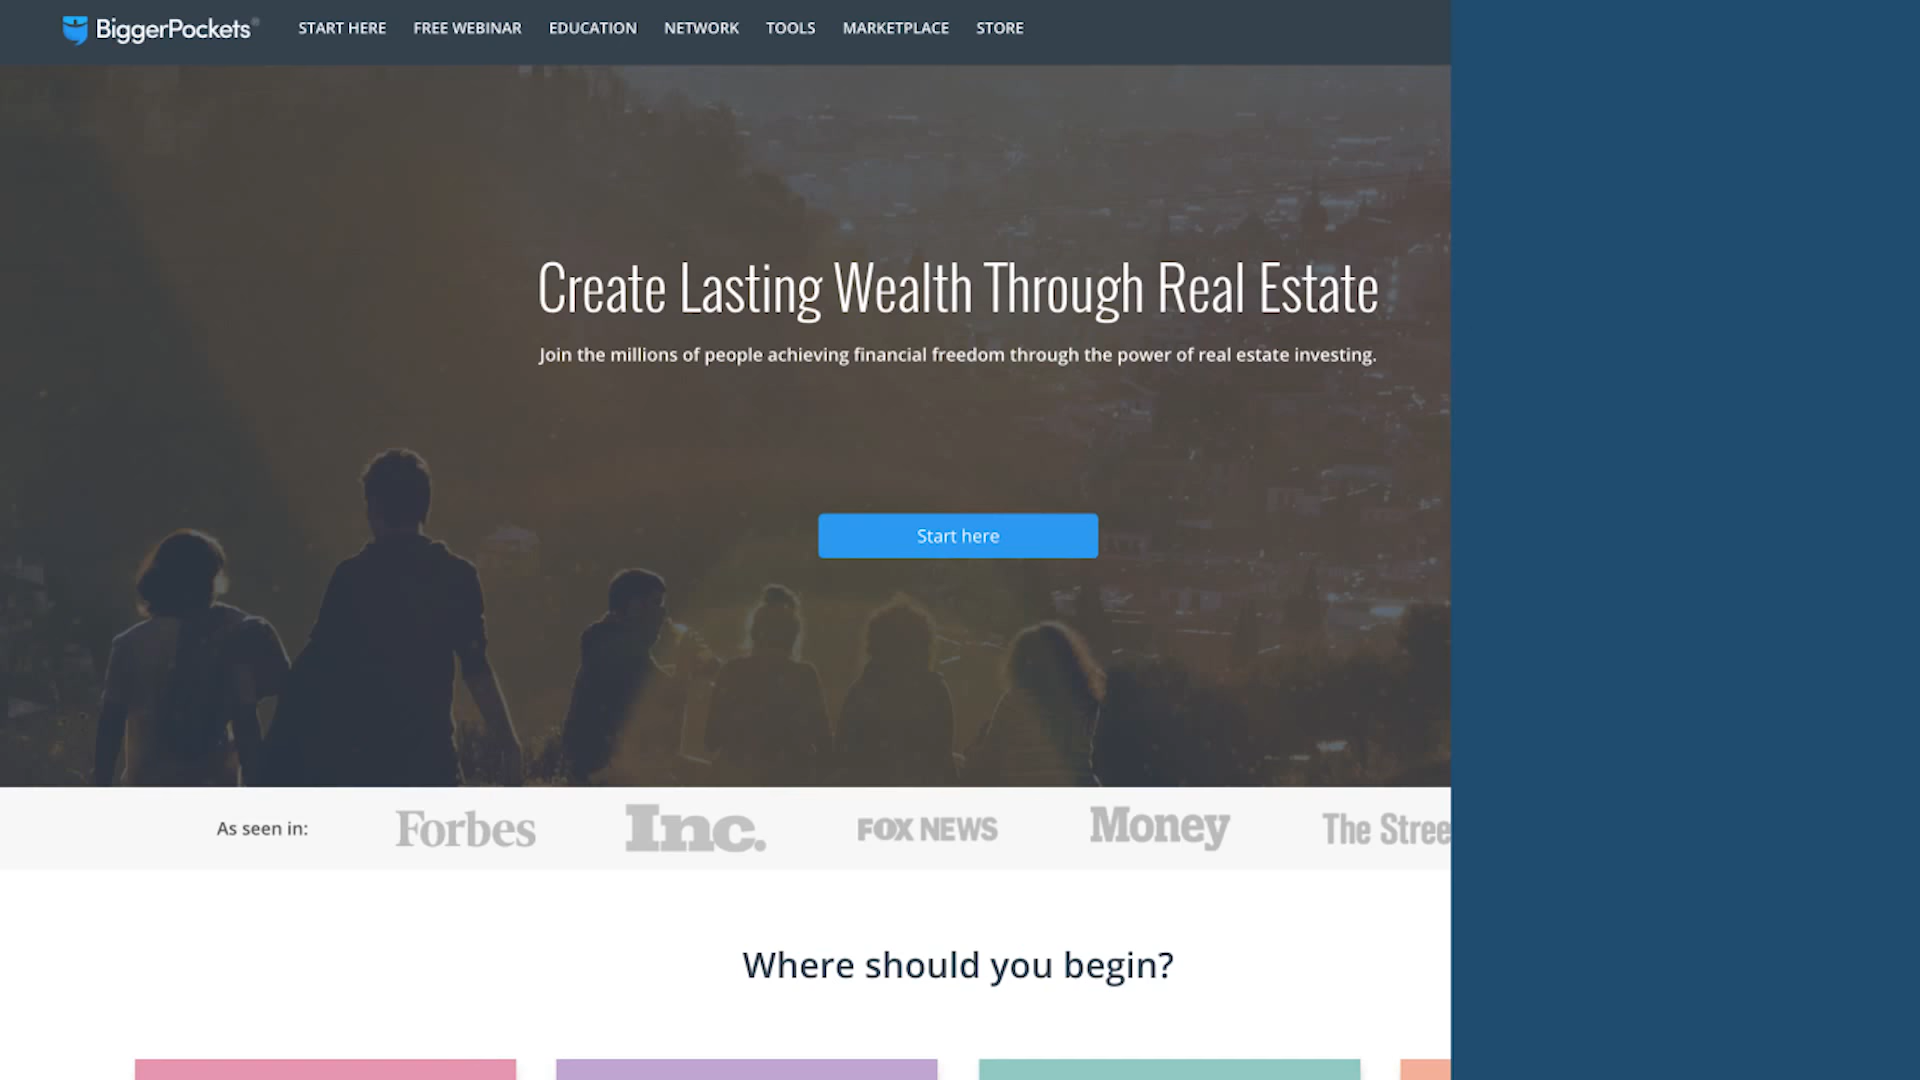 BiggerPockets®
START HERE FREE WEBINAR EDUCATION NETWORK TOOLS MARKETPLACE STORE
Create Lasting Wealth Through Real Estate
Join the millions of people achieving financial freedom through the power of real estate investing.
Start here
As seen in: Forbes Inc. FOX NEWS Money The Stree
Where should you begin?